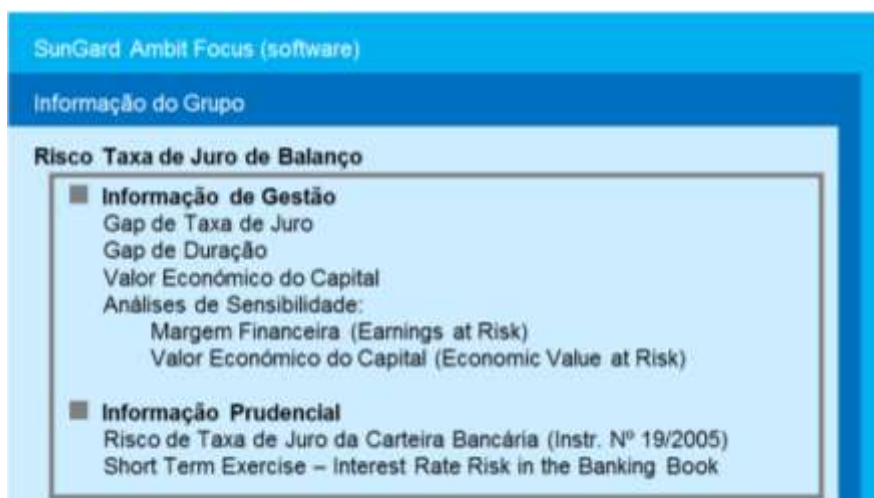 SunGard Ambit Focus (software)
Informação do Grupo
Risco Taxa de Juro de Balanço
Informação de Gestão
Gap de Taxa de Juro
Gap de Duração
Valor Económico do Capital
Análises de Sensibilidade:
Margem Financeira (Earnings at Risk)
Valor Económico do Capital (Economic Value at Risk)
Informação Prudencial
Risco de Taxa de Juro da Carteira Bancária (Instr. Nº 19/2005)
Short Term Exercise – Interest Rate Risk in the Banking Book